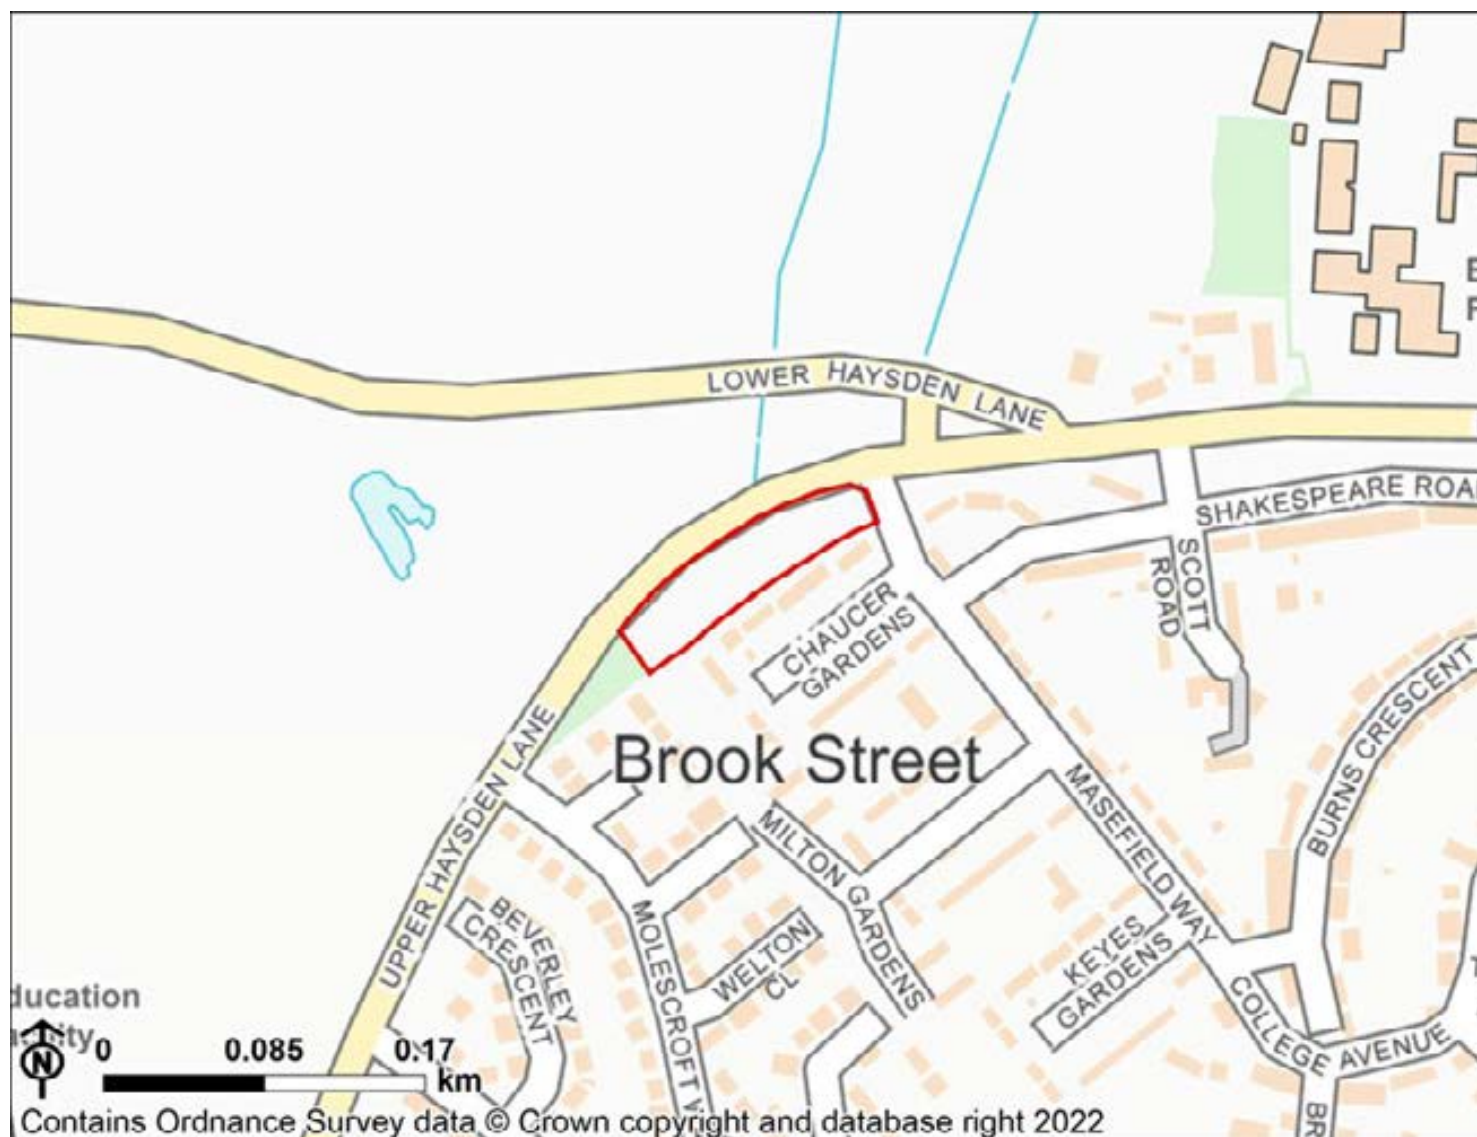 LOWER HAYSDEN LANE
SHAKESPEARE ROA
SCOTT
ROAD
CHAUCER
GARDENS
Brook Street
UPPER HAYSDEN LANE
BURNS CRESCENT
MASEFIELD WAY
MILTON GARDENS
BEVERLEY
CRESCENT
MOLESCROFT W
WELTON
CL
KEYES
GARDENS
COLLEGE AVENUE
BR
ducation
N
0 0.085 0.17
km
Contains Ordnance Survey data © Crown copyright and database right 2022